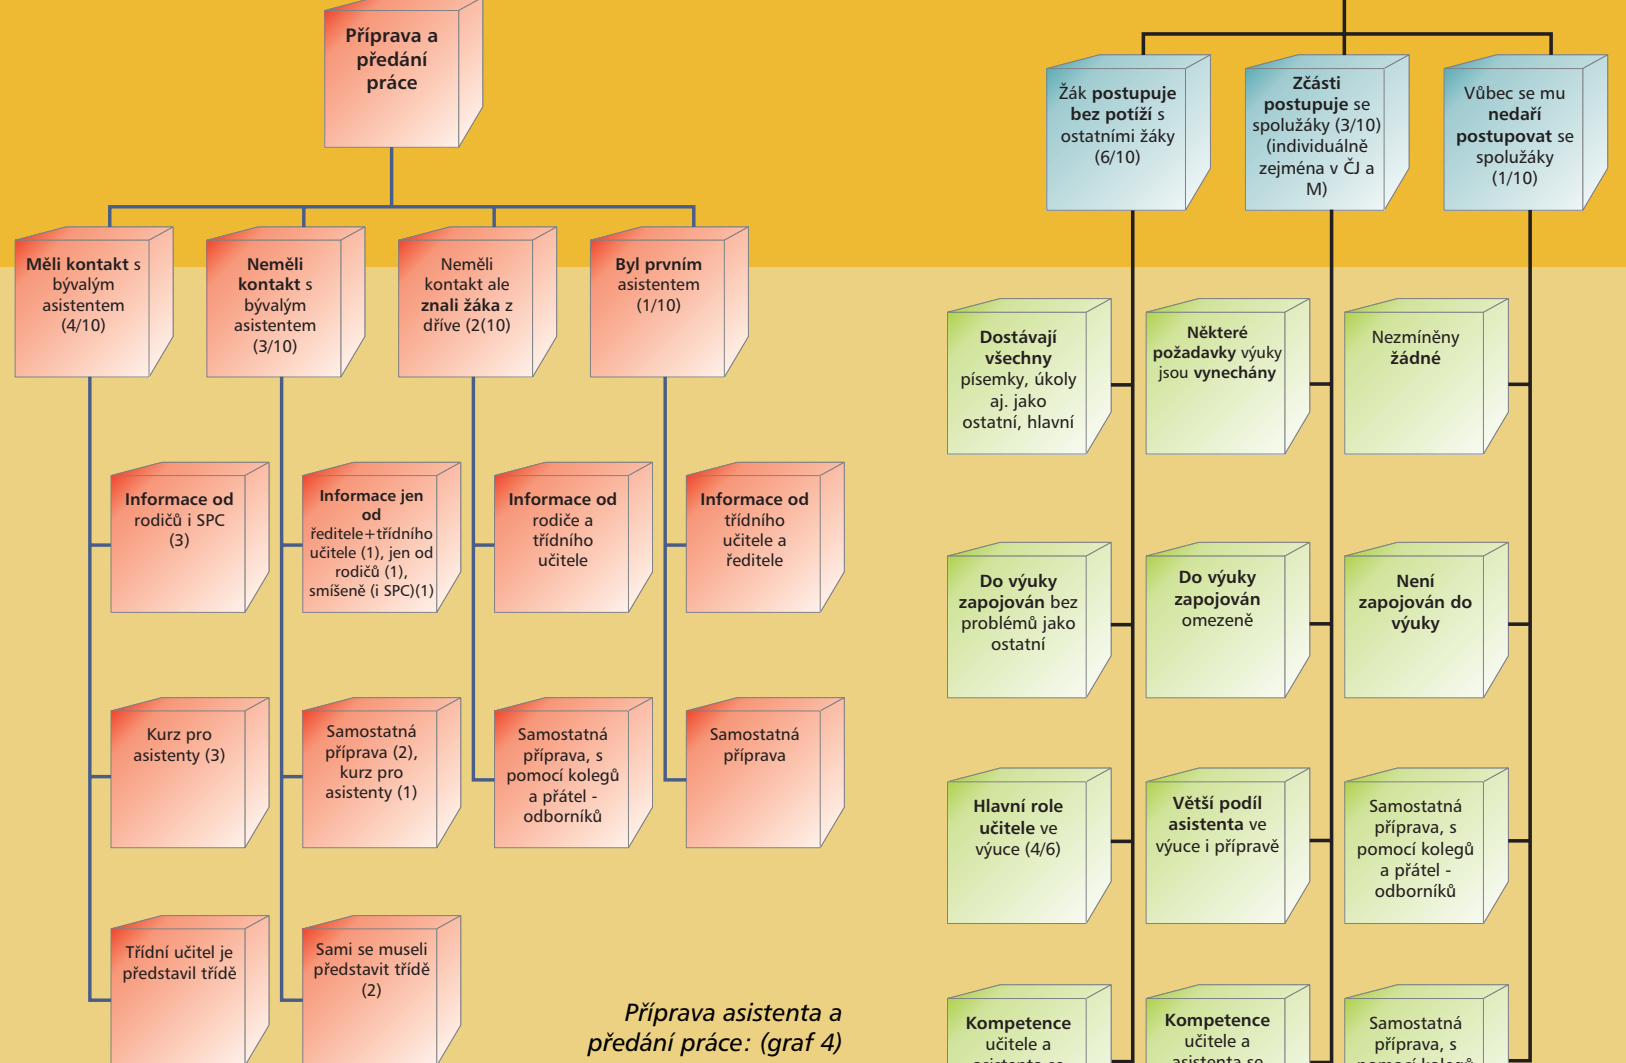 Příprava a
předání
práce
Měli kontakt s
bývalým
asistentem
(4/10)
Neměli
kontakt s
bývalým
asistentem
(3/10)
Neměli
kontakt ale
znali žáka z
dříve (2(10)
Byl prvním
asistentem
(1/10)
Informace od
rodičů i SPC
(3)
Informace jen
od
ředitele+třídního
učitele (1), jen od
rodičů (1),
smíšeně (i SPC)(1)
Informace od
rodiče a
třídního
učitele
Informace od
třídního
učitele a
ředitele
Kurz pro
asistenty (3)
Samostatná
příprava (2),
kurz pro
asistenty (1)
Samostatná
příprava, s
pomocí kolegů
a přátel -
odborníků
Samostatná
příprava
Třídní učitel je
představil třídě
Sami se museli
představit třídě
(2)
Příprava asistenta a
předání práce: (graf 4)
Žák postupuje
bez potíží s
ostatními žáky
(6/10)
Zčásti
postupuje se
spolužáky (3/10)
(individuálně
zejména v ČJ a
M)
Vůbec se mu
nedaří
postupovat se
spolužáky
(1/10)
Dostávají
všechny
písemky, úkoly
aj. jako
ostatní, hlavní
Některé
požadavky výuky
jsou vynechány
Nezmíněny
žádné
Do výuky
zapojován bez
problémů jako
ostatní
Do výuky
zapojován
omezeně
Není
zapojován do
výuky
Hlavní role
učitele ve
výuce (4/6)
Větší podíl
asistenta ve
výuce i přípravě
Samostatná
příprava, s
pomocí kolegů
a přátel -
odborníků
Kompetence
učitele a
asistenta se
Kompetence
učitele a
asistenta se
Samostatná
příprava, s
pomocí kolegů